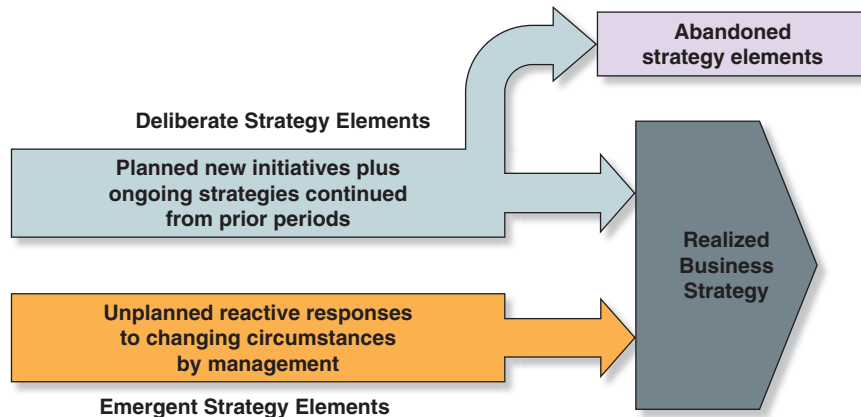 Abandoned
strategy elements
Deliberate Strategy Elements
Planned new initiatives plus
ongoing strategies continued
from prior periods
Realized
Business
Strategy
Unplanned reactive responses
to changing circumstances
by management
Emergent Strategy Elements